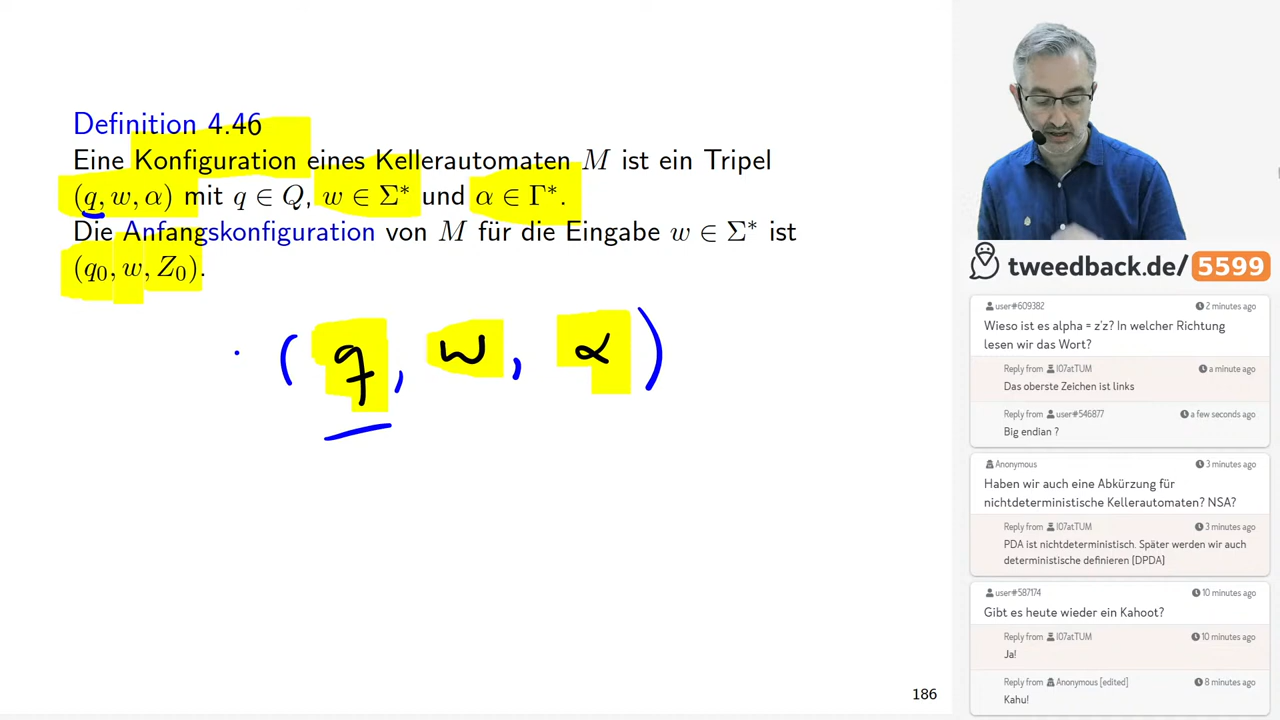 Definition 4.46
Eine Konfiguration eines Kellerautomaten M ist ein Tripel
(q, w, α) mit q ∈ Q, w ∈ Σ* und α ∈ Γ*.
Die Anfangskonfiguration von M für die Eingabe w ∈ Σ* ist
(q₀, w, Z₀).
( q, w, α )
186
tweedback.de/ 5599
user#609382 2 minutes ago
Wieso ist es alpha = z'z? In welcher Richtung
lesen wir das Wort?
Reply from I07atTUM a minute ago
Das oberste Zeichen ist links
Reply from user#546877 a few seconds ago
Big endian ?
Anonymous 3 minutes ago
Haben wir auch eine Abkürzung für
nichtdeterministische Kellerautomaten? NSA?
Reply from I07atTUM 3 minutes ago
PDA ist nichtdeterministisch. Später werden wir auch
deterministische definieren [DPDA)
user#587174 10 minutes ago
Gibt es heute wieder ein Kahoot?
Reply from I07atTUM 10 minutes ago
Ja!
Reply from Anonymous [edited] 8 minutes ago
Kahu!